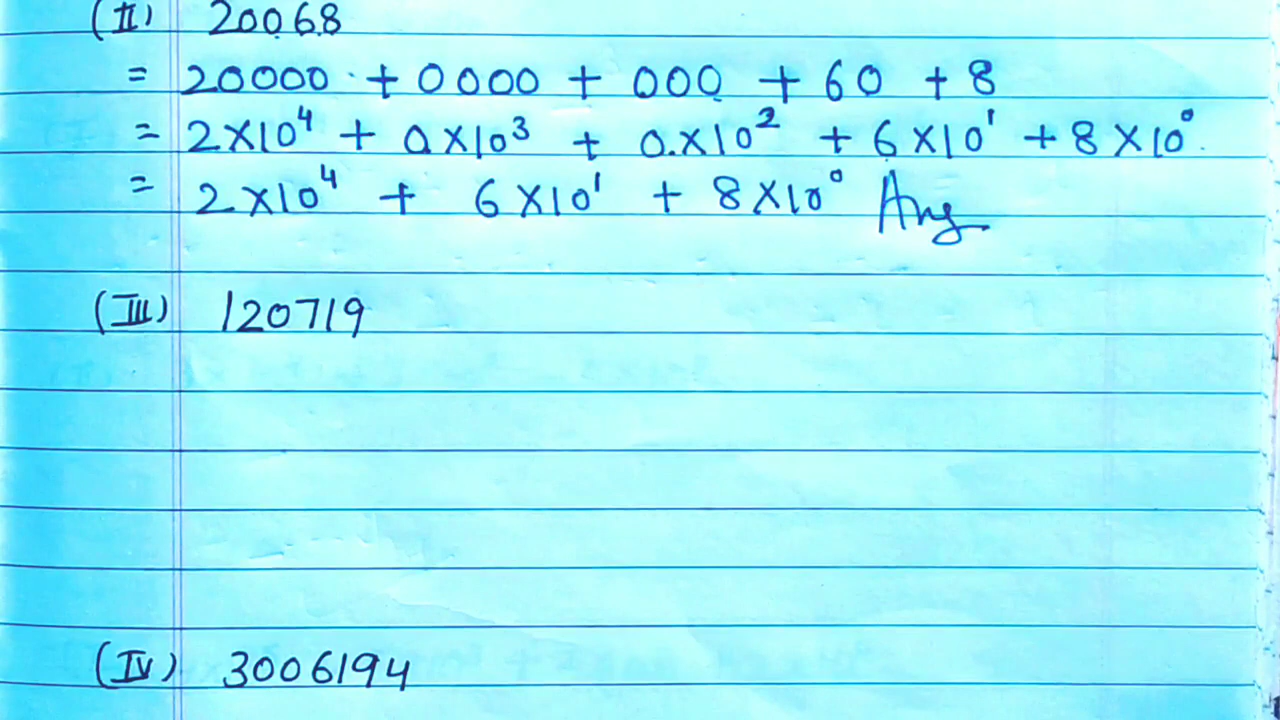 (II) 20068
= 20000 + 0000 + 000 + 60 + 8
= 2×10⁴ + 0×10³ + 0×10² + 6×10¹ + 8×10⁰
= 2×10⁴ + 6×10¹ + 8×10⁰ Ans
(III) 120719
(IV) 3006194